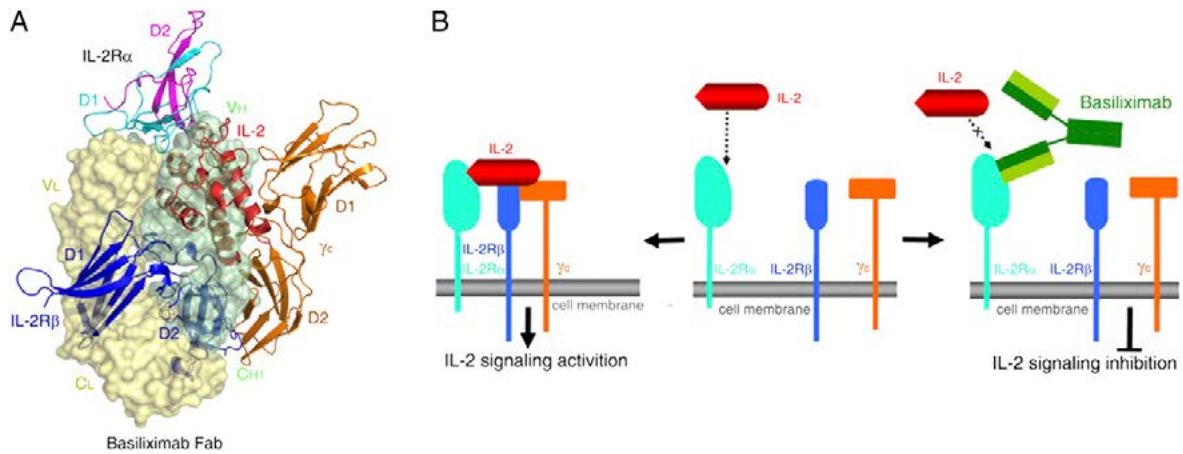 A
D2
IL-2Rα
D1
VH
IL-2
VL
D1
γc
D1
IL-2Rβ
D2
D2
CL
CH1
Basiliximab Fab
B
IL-2
IL-2Rβ
IL-2Rα
γc
cell membrane
IL-2 signaling activition
IL-2
IL-2Rα
IL-2Rβ
γc
cell membrane
IL-2
Basiliximab
IL-2Rα
IL-2Rβ
γc
cell membrane
IL-2 signaling inhibition